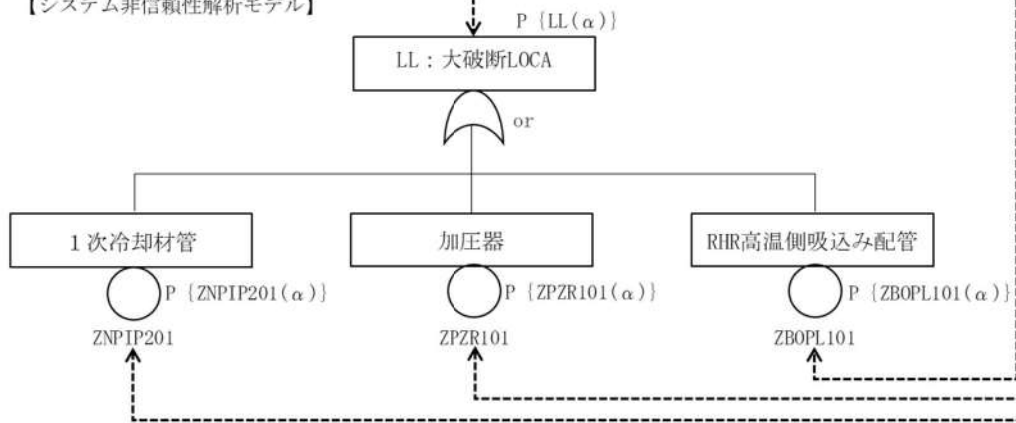 【システム非信頼性解析モデル】
P {LL(α)}
LL：大破断LOCA
or
1次冷却材管
加圧器
RHR高温側吸込み配管
P {ZNPIP201(α)}
P {ZPZR101(α)}
P {ZBOPL101(α)}
ZNPIP201
ZPZR101
ZBOPL101